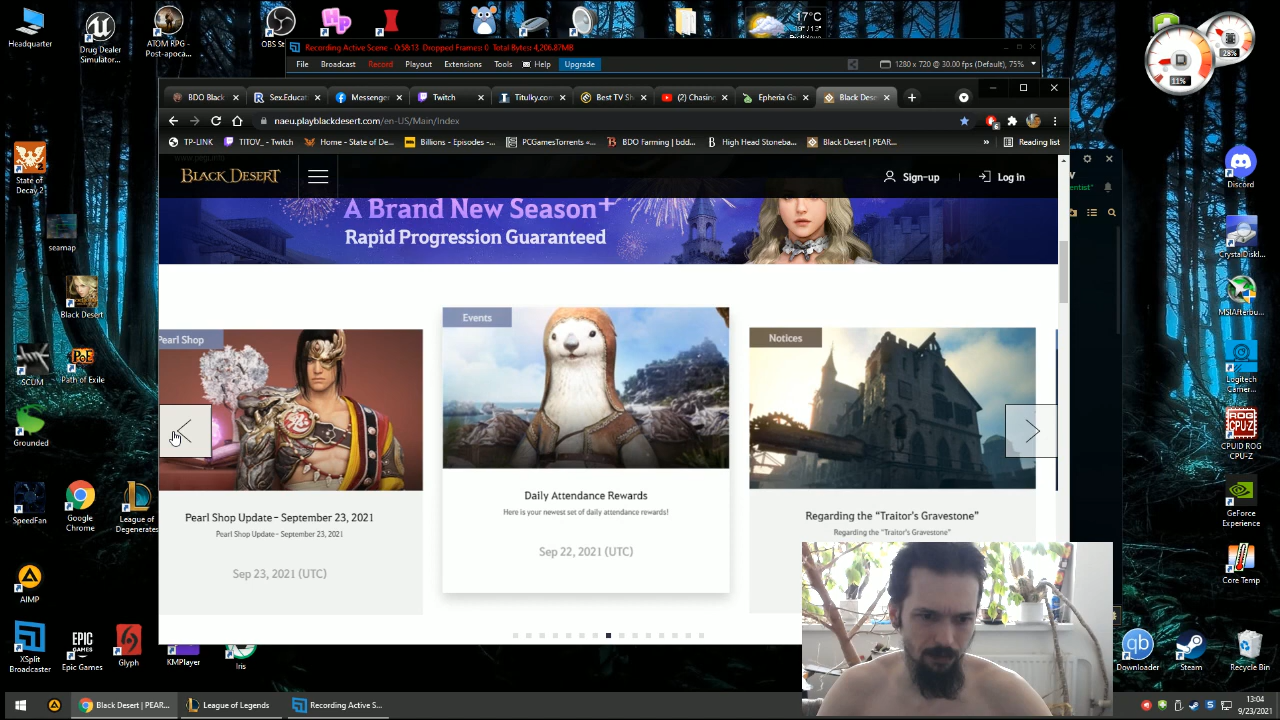 Headquarter
Drug Dealer
Simulator...
ATOM RPG -
Post-apoca...
OBS St
17°C
28%
11%
Recording Active Scene - 0:58:13 Dropped Frames: 0 Total Bytes: 4,206.87MB
File Broadcast Record Playout Extensions Tools Help Upgrade
1280 x 720 @ 30.00 fps (Default), 75%
BDO Black
Sex.Educat
Messenge
Twitch
Titulky.com
Best TV Sh
(2) Chasing
Epheria Ga
Black Dese
naeu.playblackdesert.com/en-US/Main/Index
TP-LINK
TITOV_ - Twitch
Home - State of De...
Billions - Episodes -...
PCGamesTorrents «...
BDO Farming | bdd...
High Head Stoneba...
Black Desert | PEAR...
»
Reading list
BLACK DESERT
Sign-up
Log in
A Brand New Season+
Rapid Progression Guaranteed
Pearl Shop
Events
Notices
Pearl Shop Update - September 23, 2021
Pearl Shop Update - September 23, 2021
Sep 23, 2021 (UTC)
Daily Attendance Rewards
Here is your newest set of daily attendance rewards!
Sep 22, 2021 (UTC)
Regarding the “Traitor's Gravestone”
Regarding the "Traitor's Gravestone"
State of
Decay 2
seamap
Black Desert
SCUM
Path of Exile
Grounded
SpeedFan
Google
Chrome
League of
Degenerates
AIMP
XSplit
Broadcaster
EPIC
GAMES
Epic Games
Glyph
KMPlayer
Iris
Discord
CrystalDiskI...
MSIAfterbu...
Logitech
Camer...
ROG
CPU-Z
CPUID ROG
CPU-Z
GeForce
Experience
Core Temp
qb
Downloader
Steam
Recycle Bin
Black Desert | PEAR...
League of Legends
Recording Active S...
13:04
9/23/2021